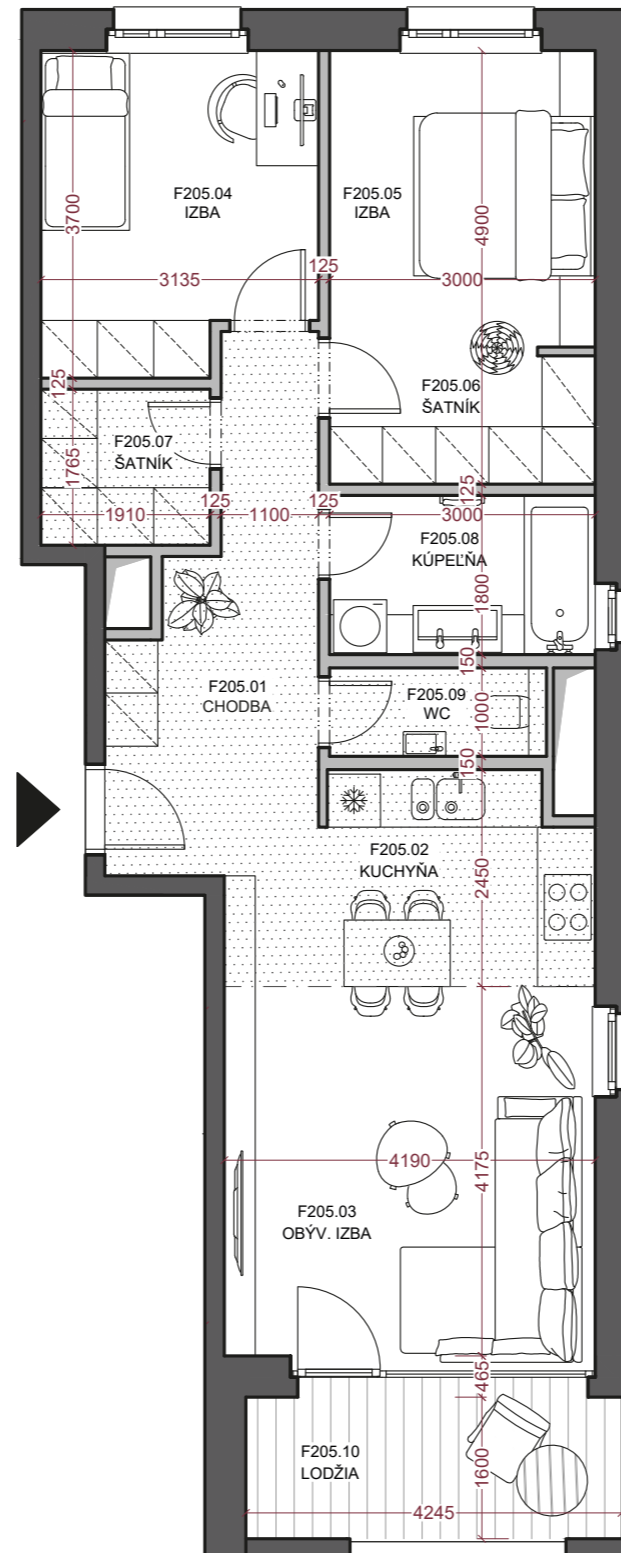 F205.04
IZBA
F205.05
IZBA
3700
4900
3135
125
3000
F205.06
ŠATNÍK
125
F205.07
ŠATNÍK
1765
1910
125
1100
125
125
3000
F205.08
KÚPEĽŇA
1800
150
F205.01
CHODBA
F205.09
WC
1000
150
F205.02
KUCHYŇA
2450
4190
4175
F205.03
OBÝV. IZBA
465
F205.10
LODŽIA
1600
4245